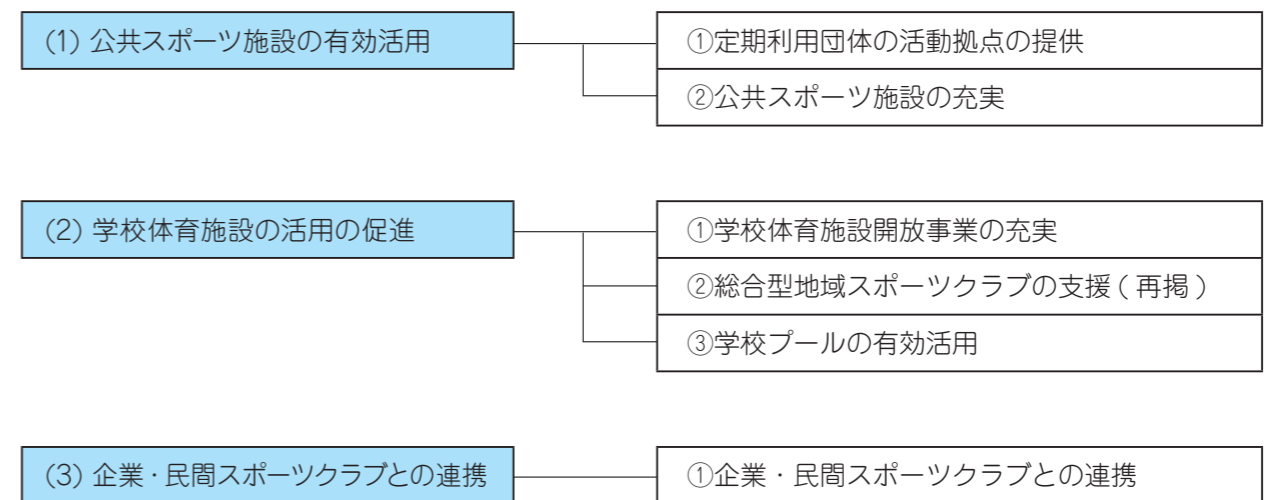 (1) 公共スポーツ施設の有効活用
①定期利用団体の活動拠点の提供
②公共スポーツ施設の充実
(2) 学校体育施設の活用の促進
①学校体育施設開放事業の充実
②総合型地域スポーツクラブの支援 ( 再掲 )
③学校プールの有効活用
(3) 企業・民間スポーツクラブとの連携
①企業・民間スポーツクラブとの連携